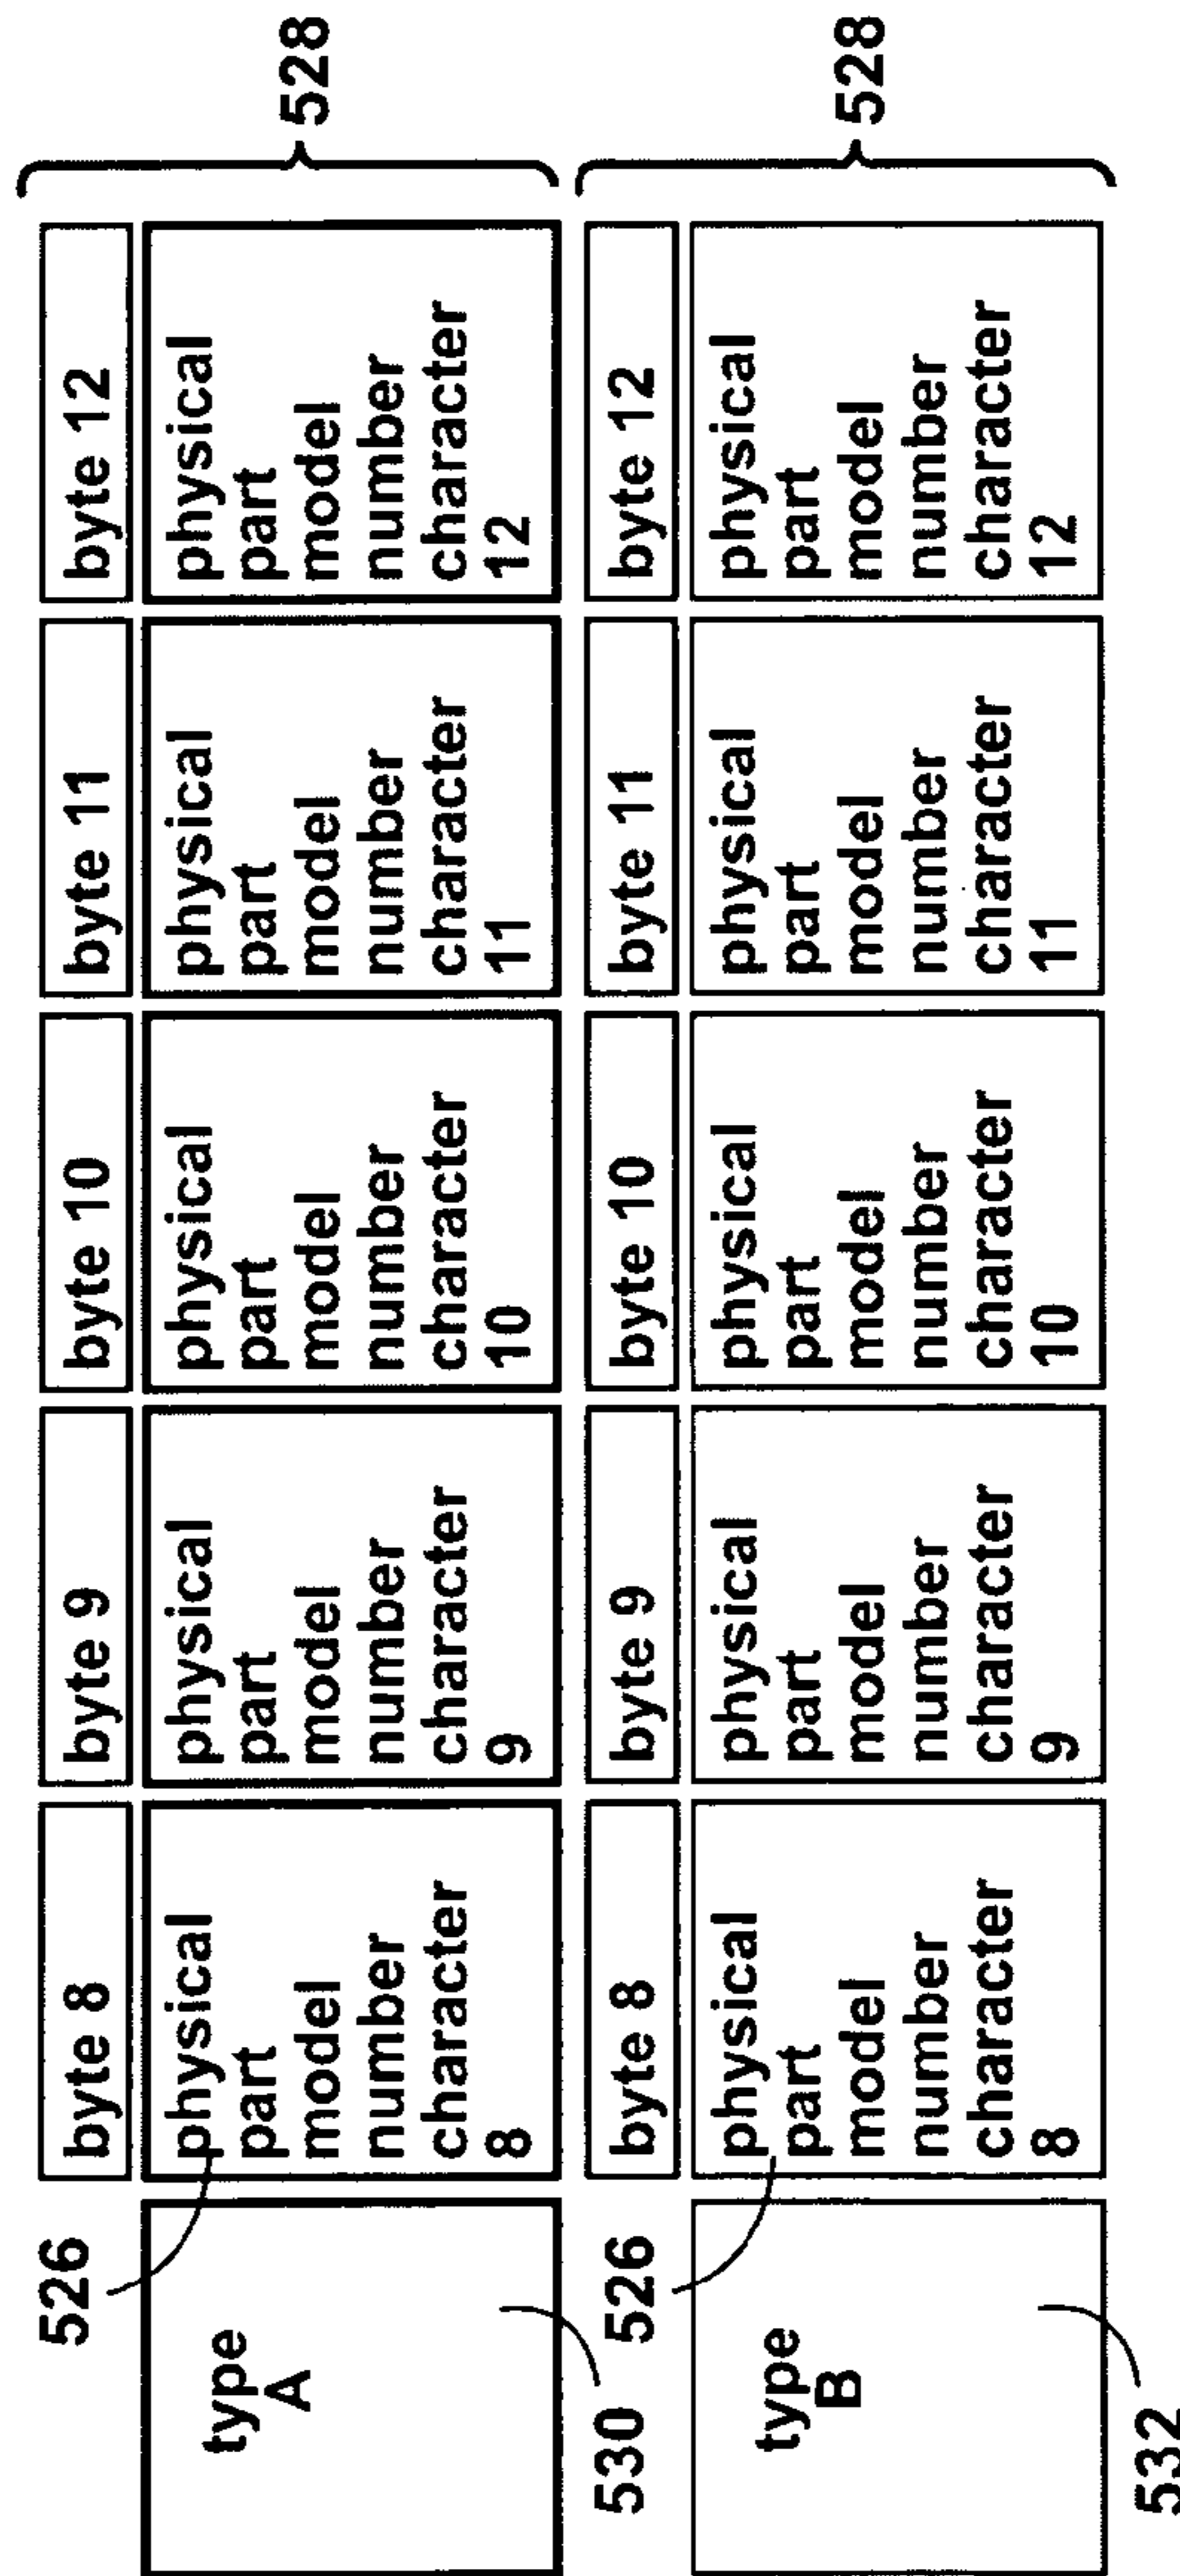 526
byte 8
byte 9
byte 10
byte 11
byte 12
type
A
physical
part
model
number
character
8
physical
part
model
number
character
9
physical
part
model
number
character
10
physical
part
model
number
character
11
physical
part
model
number
character
12
528
530
526
byte 8
byte 9
byte 10
byte 11
byte 12
type
B
physical
part
model
number
character
8
physical
part
model
number
character
9
physical
part
model
number
character
10
physical
part
model
number
character
11
physical
part
model
number
character
12
528
532